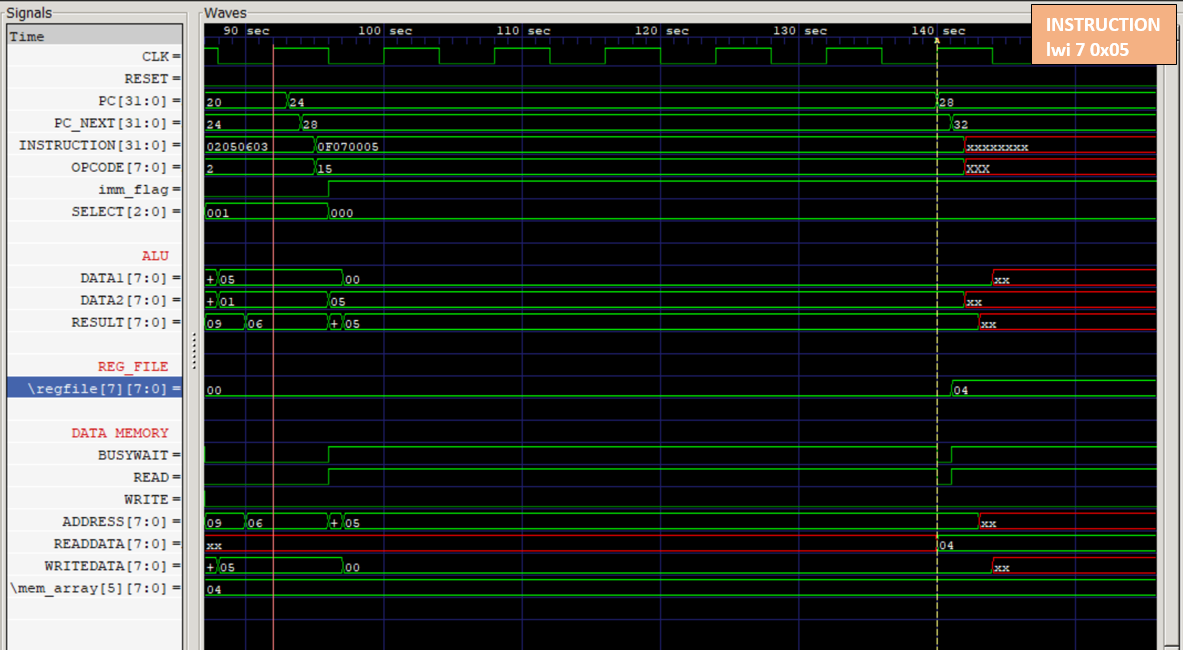 Signals
Waves
INSTRUCTION
lwi 7 0x05
Time
90 sec 100 sec 110 sec 120 sec 130 sec 140 sec
CLK=
RESET=
PC[31:0]= 20 24 28
PC_NEXT[31:0]= 24 28 32
INSTRUCTION[31:0]= 02050603 0F070005 xxxxxxxx
OPCODE[7:0]= 2 15 XXX
imm_flag=
SELECT[2:0]= 001 000
ALU
DATA1[7:0]= + 05 00 xx
DATA2[7:0]= + 01 05 xx
RESULT[7:0]= 09 06 + 05 xx
REG_FILE
\regfile[7][7:0]= 00 04
DATA MEMORY
BUSYWAIT=
READ=
WRITE=
ADDRESS[7:0]= 09 06 + 05 xx
READDATA[7:0]= xx 04
WRITEDATA[7:0]= + 05 00 xx
\mem_array[5][7:0]= 04